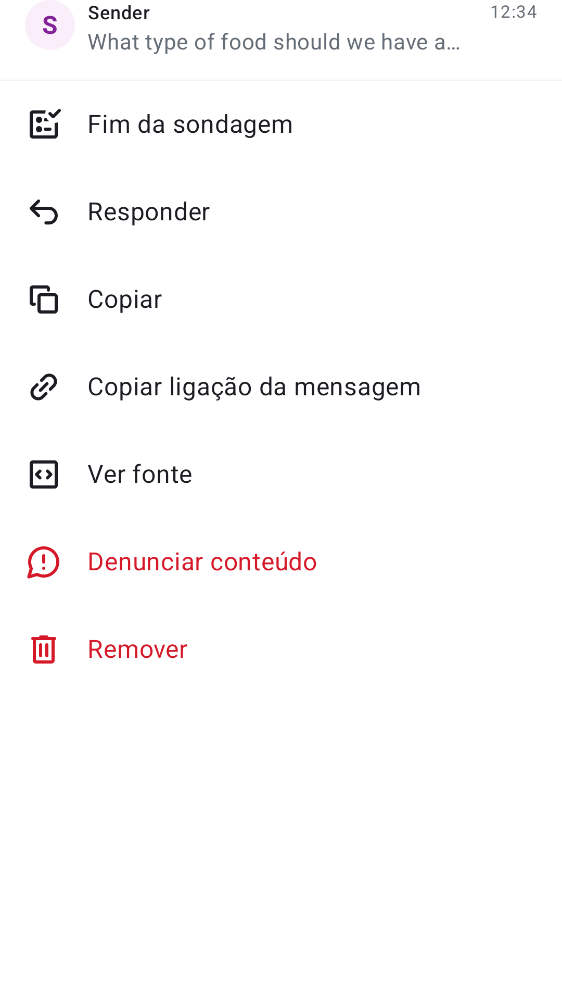 S
Sender
12:34
What type of food should we have a…
Fim da sondagem
Responder
Copiar
Copiar ligação da mensagem
Ver fonte
Denunciar conteúdo
Remover